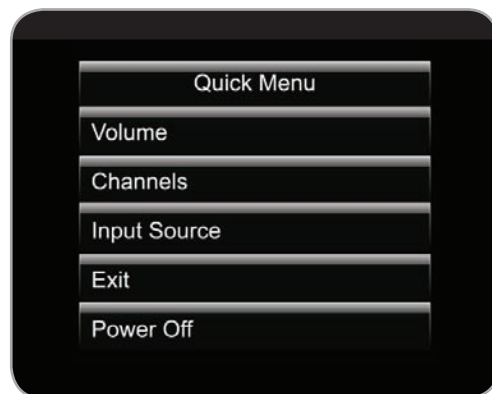 Quick Menu
Volume
Channels
Input Source
Exit
Power Off